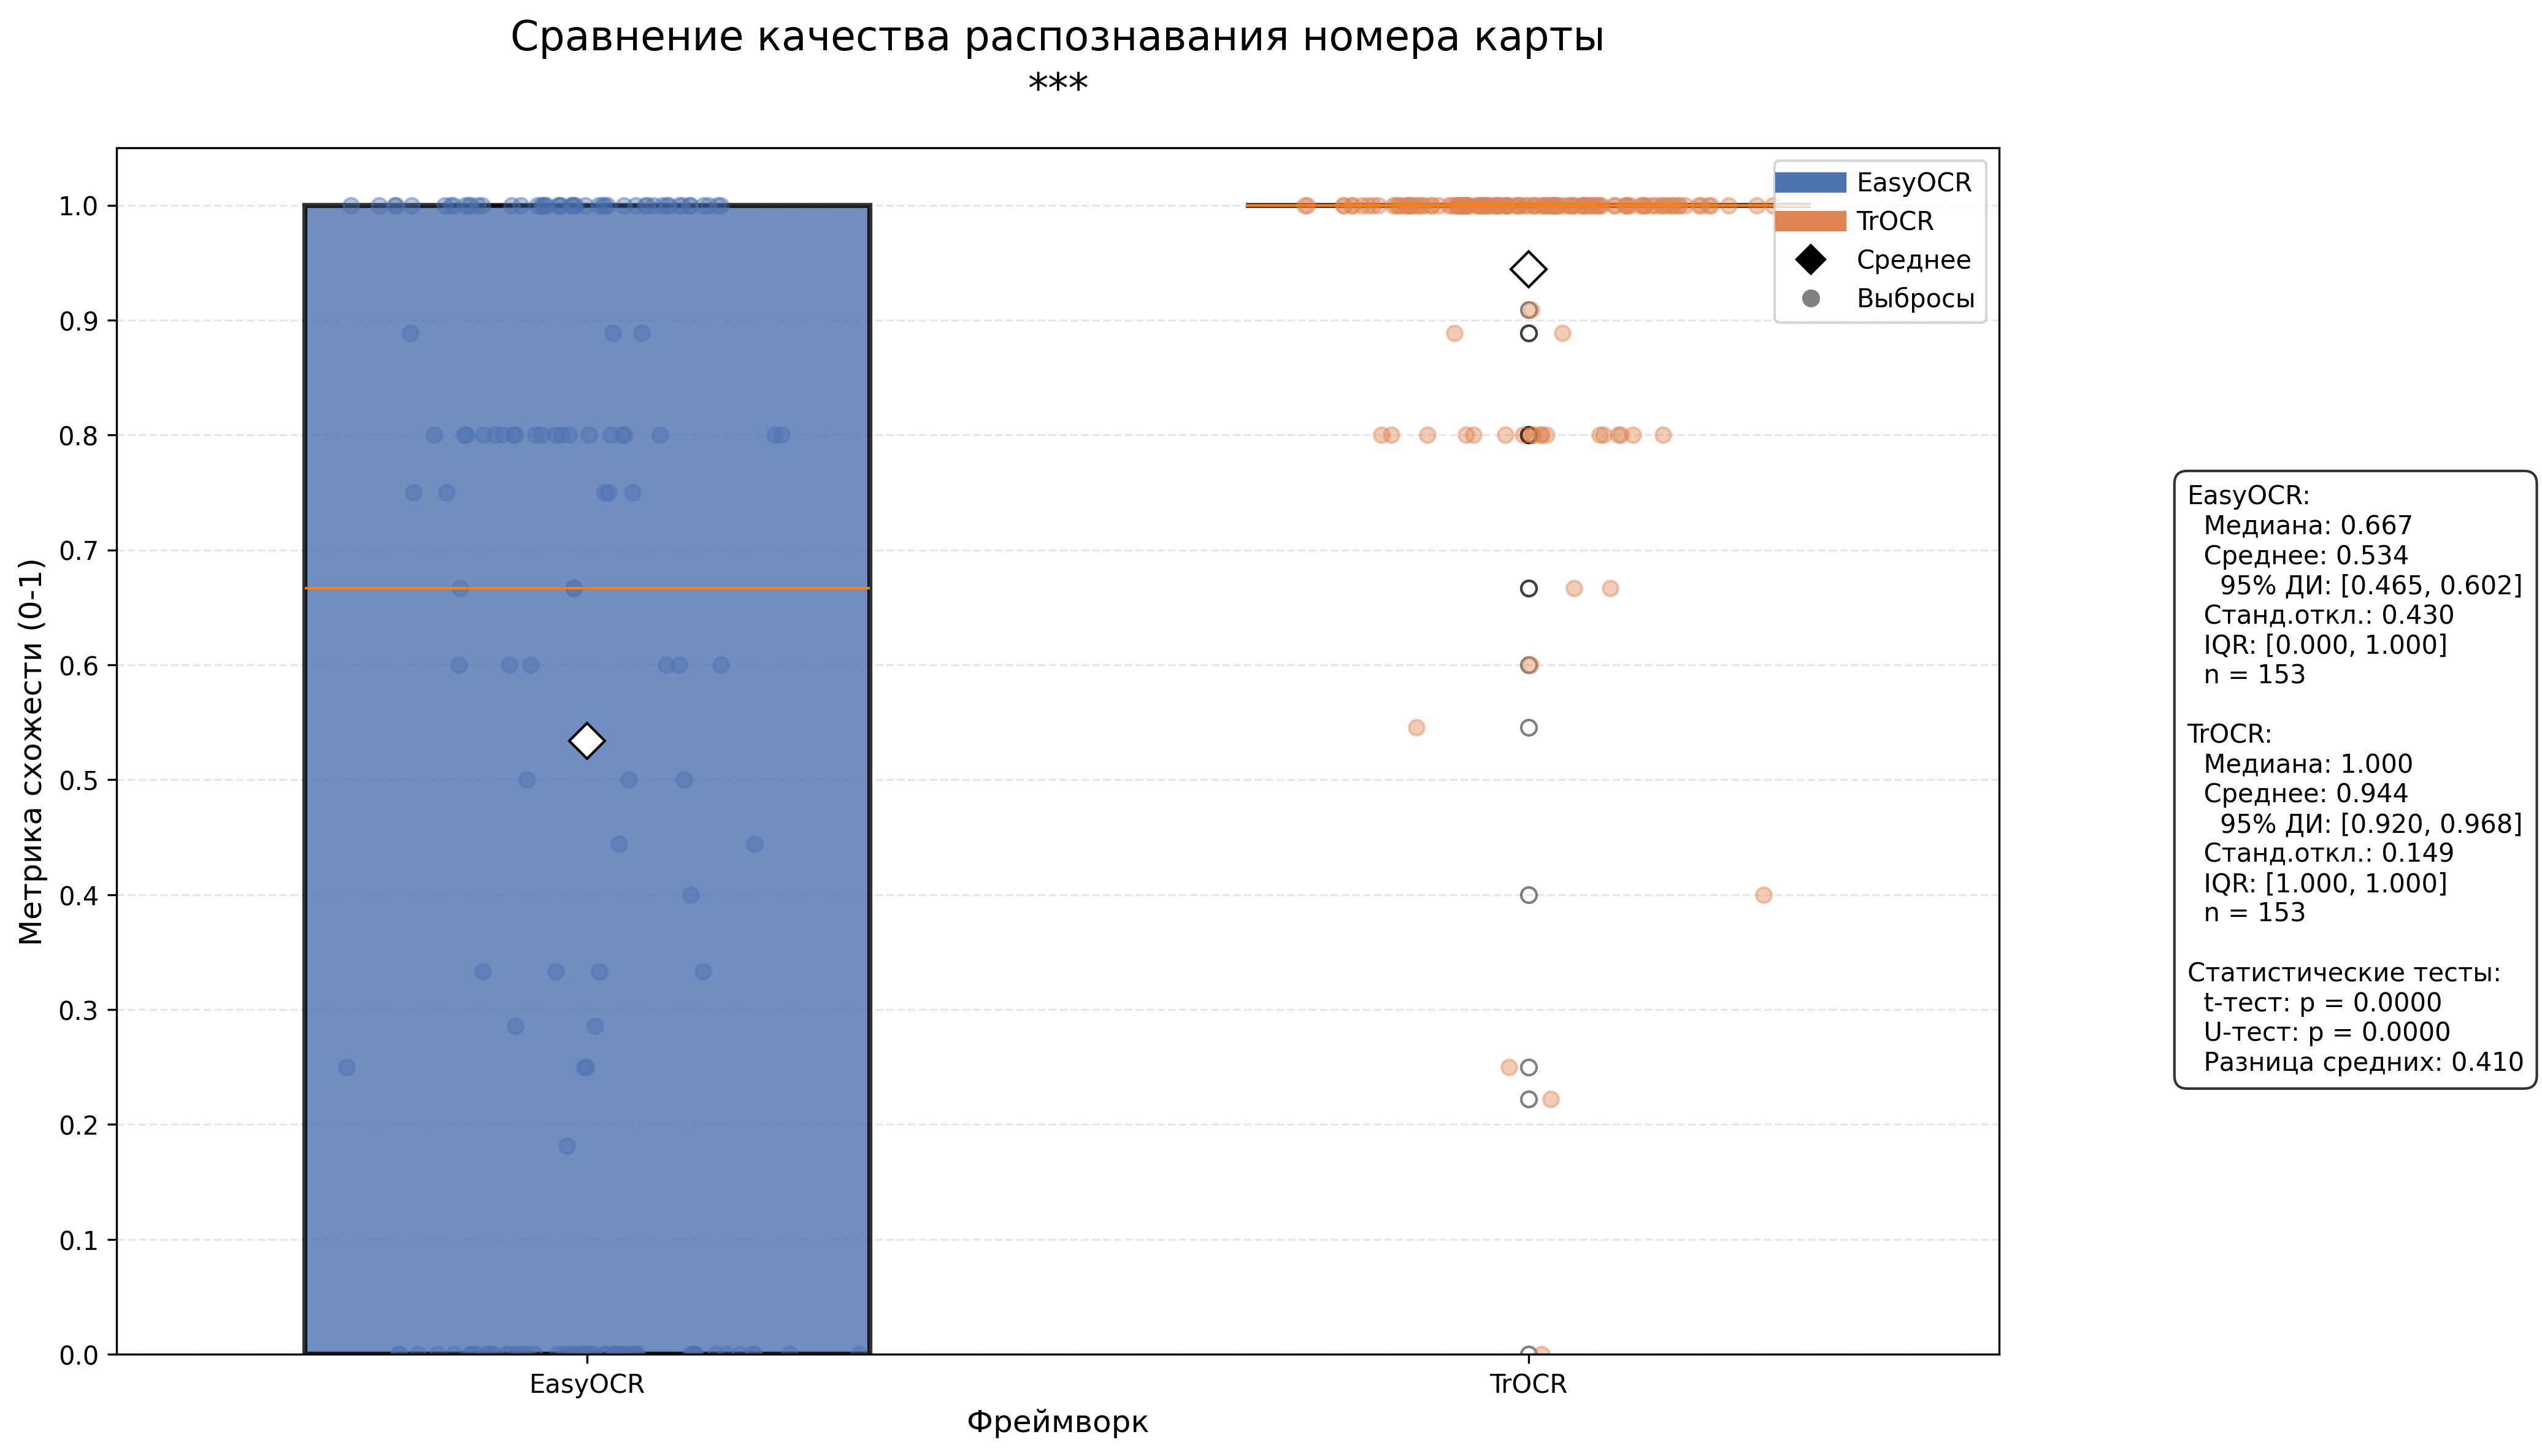 Сравнение качества распознавания номера карты
***
Метрика схожести (0-1)
1.0
0.9
0.8
0.7
0.6
0.5
0.4
0.3
0.2
0.1
0.0
EasyOCR
TrOCR
Фреймворк
EasyOCR
TrOCR
Среднее
Выбросы
EasyOCR:
Медиана: 0.667
Среднее: 0.534
95% ДИ: [0.465, 0.602]
Станд.откл.: 0.430
IQR: [0.000, 1.000]
n = 153
TrOCR:
Медиана: 1.000
Среднее: 0.944
95% ДИ: [0.920, 0.968]
Станд.откл.: 0.149
IQR: [1.000, 1.000]
n = 153
Статистические тесты:
t-тест: p = 0.0000
U-тест: p = 0.0000
Разница средних: 0.410